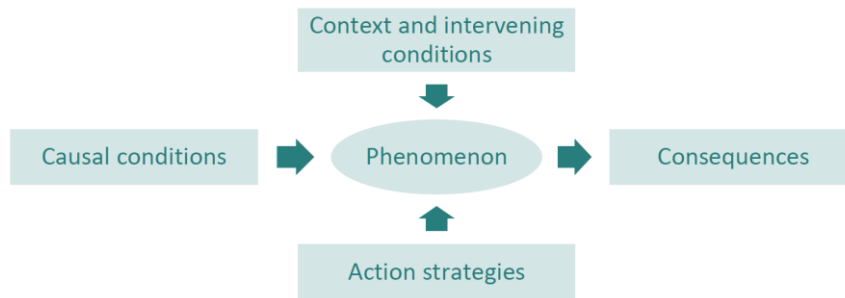 Context and intervening
conditions
Causal conditions
Phenomenon
Consequences
Action strategies